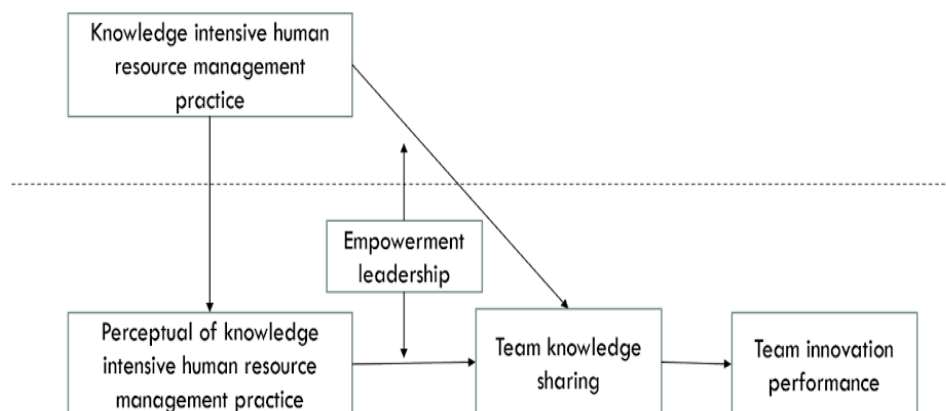 Knowledge intensive human
resource management
practice
Empowerment
leadership
Perceptual of knowledge
intensive human resource
management practice
Team knowledge
sharing
Team innovation
performance